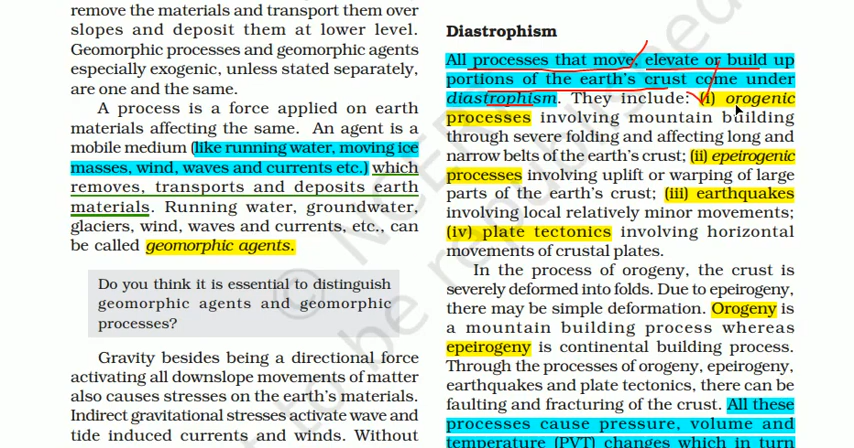 remove the materials and transport them over
slopes and deposit them at lower level.
Geomorphic processes and geomorphic agents
especially exogenic, unless stated separately,
are one and the same.
A process is a force applied on earth
materials affecting the same. An agent is a
mobile medium (like running water, moving ice
masses, wind, waves and currents etc.) which
removes, transports and deposits earth
materials. Running water, groundwater,
glaciers, wind, waves and currents, etc., can
be called geomorphic agents.
Do you think it is essential to distinguish
geomorphic agents and geomorphic
processes?
Gravity besides being a directional force
activating all downslope movements of matter
also causes stresses on the earth's materials.
Indirect gravitational stresses activate wave and
tide induced currents and winds. Without
Diastrophism
All processes that move, elevate or build up
portions of the earth's crust come under
diastrophism. They include: (i) orogenic
processes involving mountain building
through severe folding and affecting long and
narrow belts of the earth's crust; (ii) epeirogenic
processes involving uplift or warping of large
parts of the earth's crust; (iii) earthquakes
involving local relatively minor movements;
(iv) plate tectonics involving horizontal
movements of crustal plates.
In the process of orogeny, the crust is
severely deformed into folds. Due to epeirogeny,
there may be simple deformation. Orogeny is
a mountain building process whereas
epeirogeny is continental building process.
Through the processes of orogeny, epeirogeny,
earthquakes and plate tectonics, there can be
faulting and fracturing of the crust. All these
processes cause pressure, volume and
temperature (PVT) changes which in turn